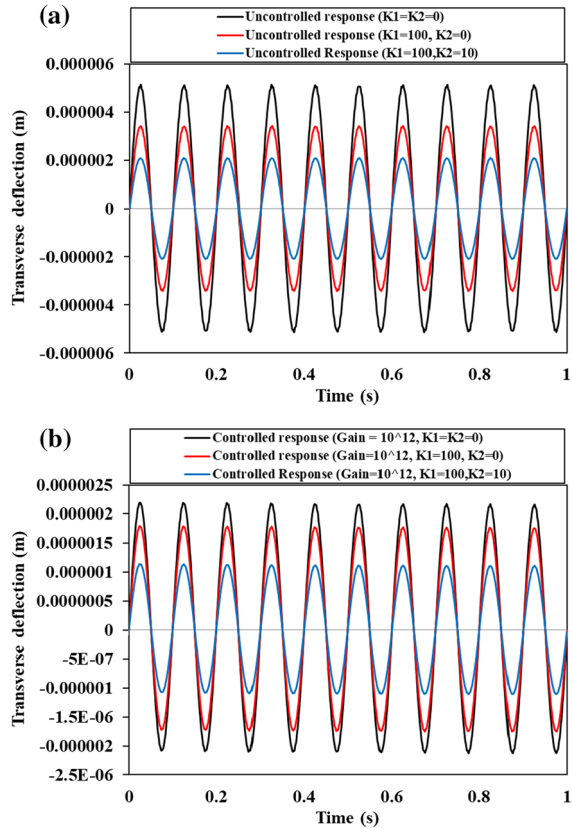 (a)
Uncontrolled response (K1=K2=0)
Uncontrolled response (K1=100, K2=0)
Uncontrolled Response (K1=100,K2=10)
0.000006
0.000004
0.000002
0
-0.000002
-0.000004
-0.000006
Transverse deflection (m)
0 0.2 0.4 0.6 0.8 1
Time (s)
(b)
Controlled response (Gain = 10^12, K1=K2=0)
Controlled response (Gain=10^12, K1=100, K2=0)
Controlled Response (Gain=10^12, K1=100,K2=10)
0.0000025
0.000002
0.0000015
0.000001
0.0000005
0
-5E-07
-0.000001
-1.5E-06
-0.000002
-2.5E-06
Transverse deflection (m)
0 0.2 0.4 0.6 0.8 1
Time (s)